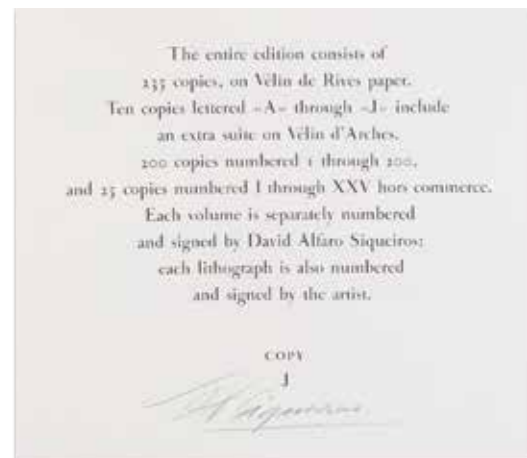 The entire edition consists of
235 copies, on Vélin de Rives paper.
Ten copies lettered -A- through -J- include
an extra suite on Vélin d'Arches,
200 copies numbered 1 through 200,
and 25 copies numbered I through XXV hors commerce.
Each volume is separately numbered
and signed by David Alfaro Siqueiros;
each lithograph is also numbered
and signed by the artist.
COPY
J
Siqueiros